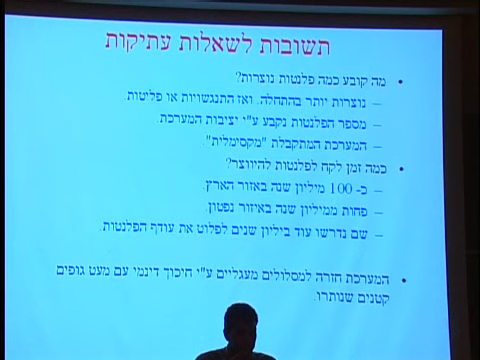 תשובות לשאלות עתיקות
• מה קובע כמה פלנטות נוצרות?
– נוצרות יותר בהתחלה. ואז התנגשויות או פליטות.
– מספר הפלנטות נקבע ע"י יציבות המערכת.
– המערכת המתקבלת "מקסימלית".
• כמה זמן לקח לפלנטות להיווצר?
– כ- 100 מיליון שנה באזור הארץ.
– פחות ממיליון שנה באיזור נפטון.
– שם נדרשו עוד ביליון שנים לפלוט את עודף הפלנטות.
• המערכת חזרה למסלולים מעגליים ע"י חיכוך דינמי עם מעט גופים
קטנים שנותרו.